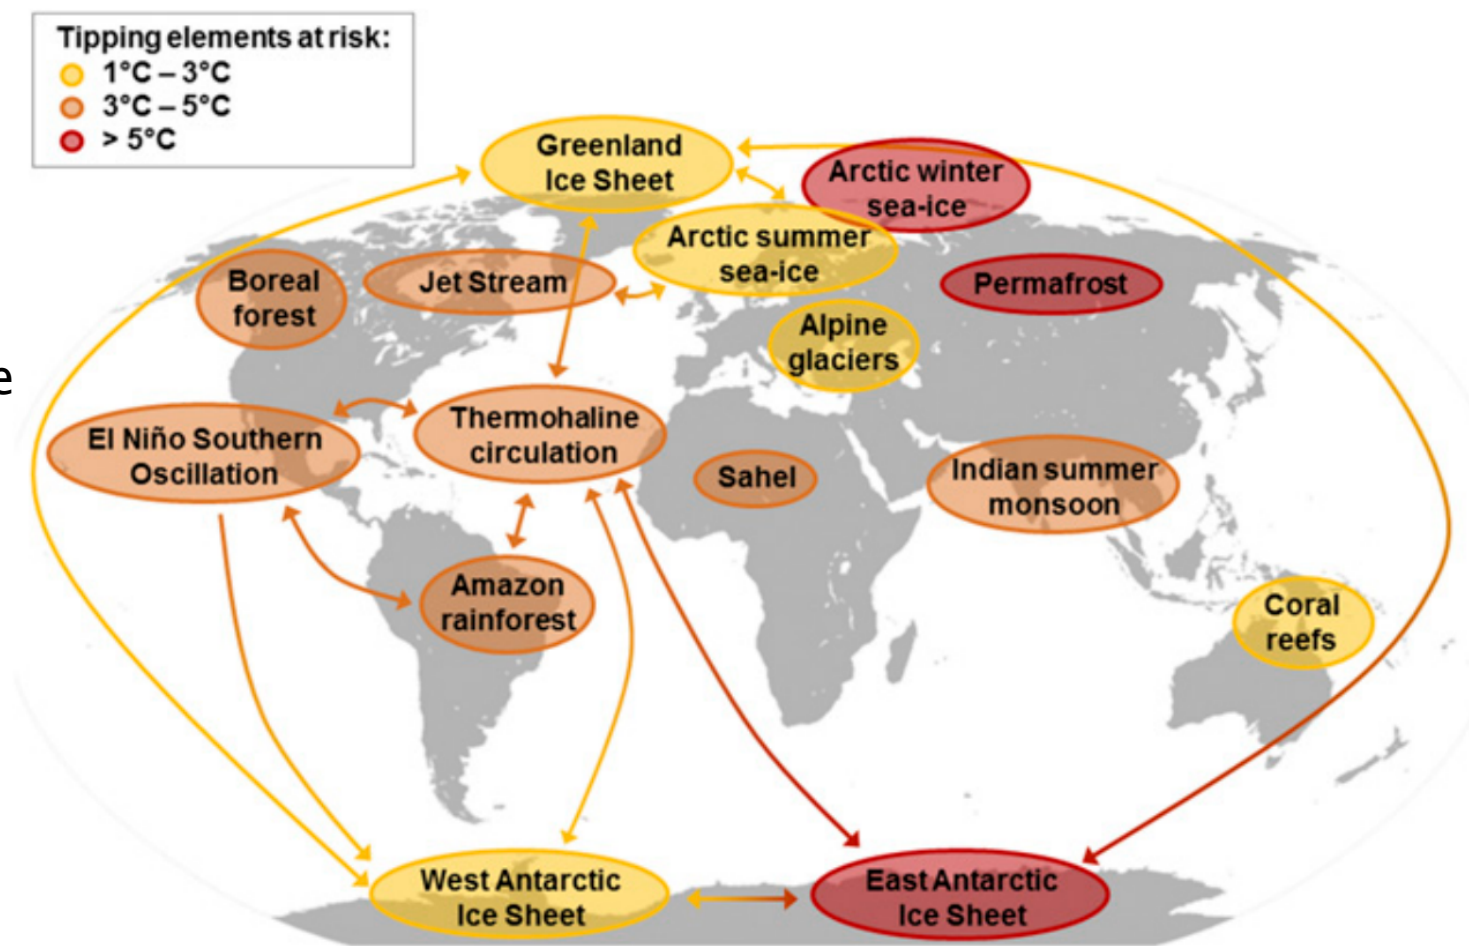 Tipping elements at risk:
1°C – 3°C
3°C – 5°C
> 5°C
Greenland
Ice Sheet
Arctic winter
sea-ice
Arctic summer
sea-ice
Boreal
forest
Jet Stream
Permafrost
Alpine
glaciers
e
El Niño Southern
Oscillation
Thermohaline
circulation
Sahel
Indian summer
monsoon
Amazon
rainforest
Coral
reefs
West Antarctic
Ice Sheet
East Antarctic
Ice Sheet